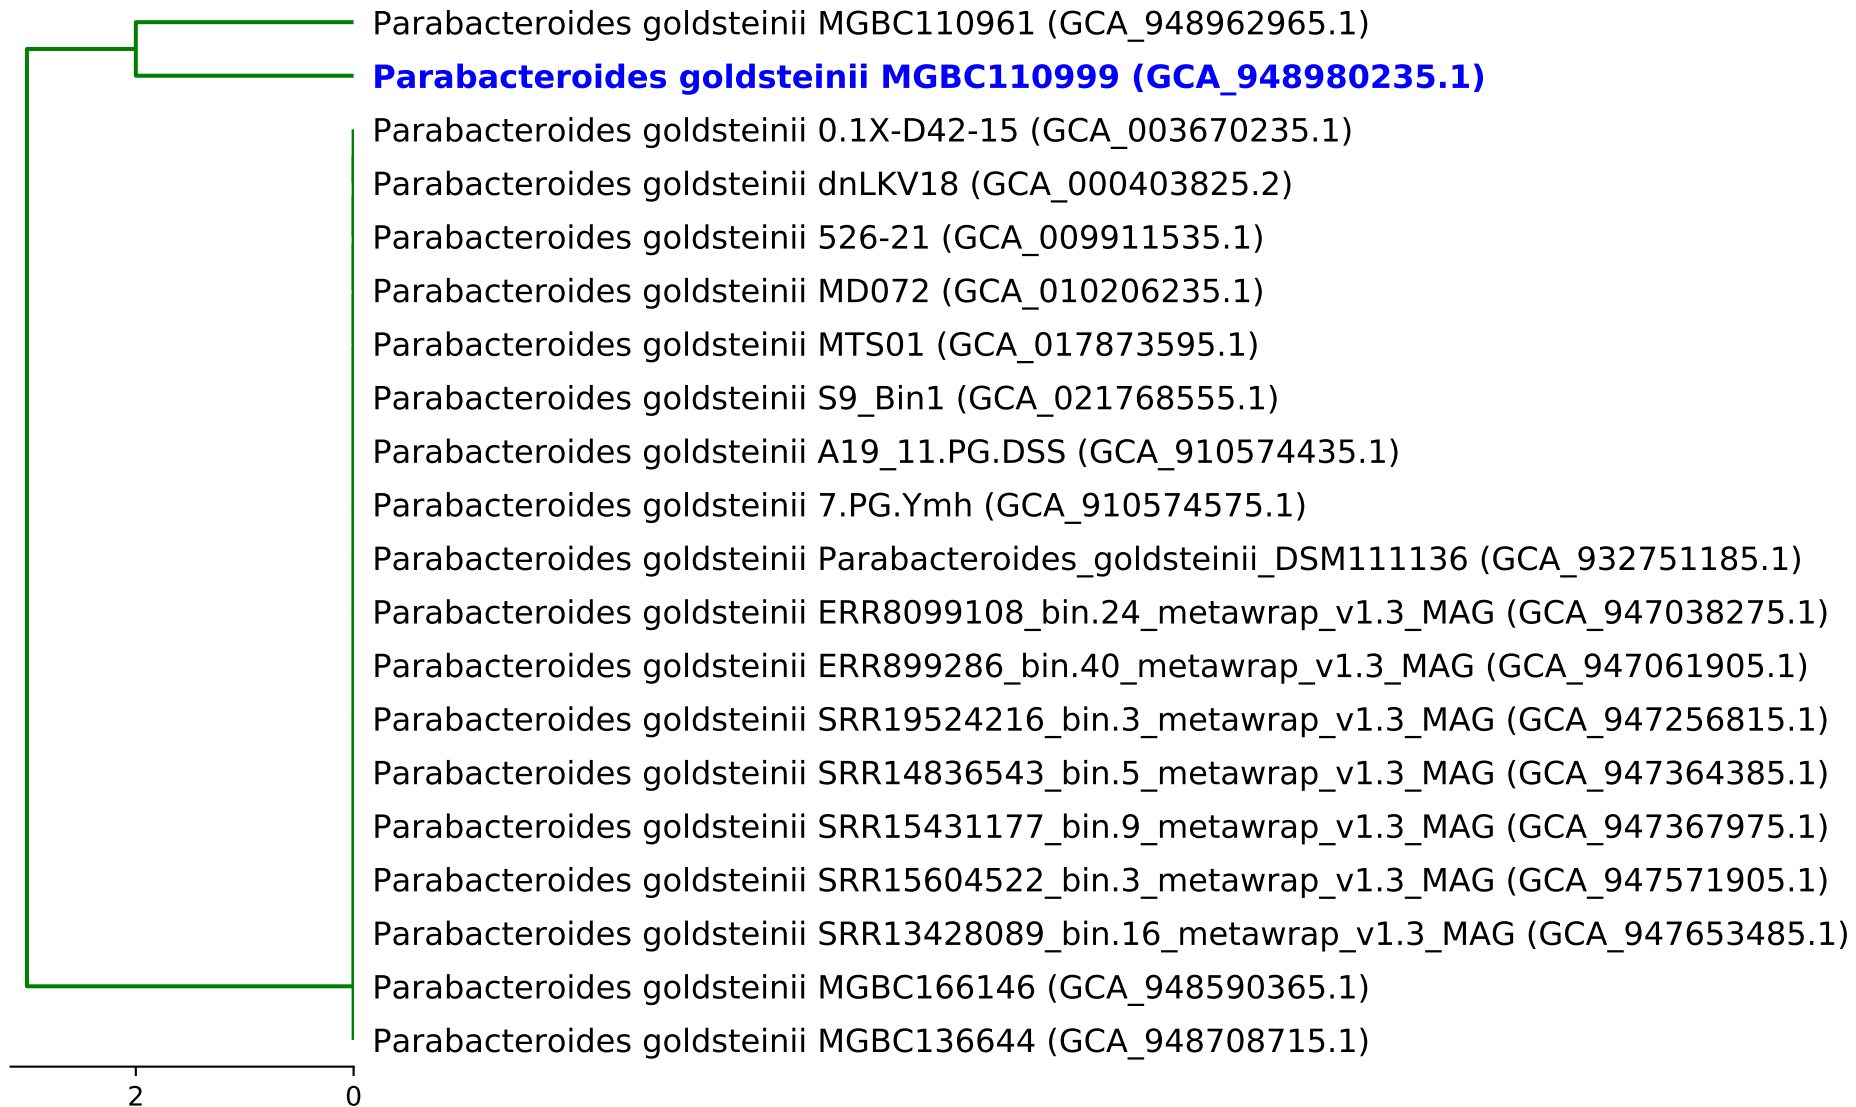 Parabacteroides goldsteinii MGBC110961 (GCA_948962965.1)
Parabacteroides goldsteinii MGBC110999 (GCA_948980235.1)
Parabacteroides goldsteinii 0.1X-D42-15 (GCA_003670235.1)
Parabacteroides goldsteinii dnLKV18 (GCA_000403825.2)
Parabacteroides goldsteinii 526-21 (GCA_009911535.1)
Parabacteroides goldsteinii MD072 (GCA_010206235.1)
Parabacteroides goldsteinii MTS01 (GCA_017873595.1)
Parabacteroides goldsteinii S9_Bin1 (GCA_021768555.1)
Parabacteroides goldsteinii A19_11.PG.DSS (GCA_910574435.1)
Parabacteroides goldsteinii 7.PG.Ymh (GCA_910574575.1)
Parabacteroides goldsteinii Parabacteroides_goldsteinii_DSM111136 (GCA_932751185.1)
Parabacteroides goldsteinii ERR8099108_bin.24_metawrap_v1.3_MAG (GCA_947038275.1)
Parabacteroides goldsteinii ERR899286_bin.40_metawrap_v1.3_MAG (GCA_947061905.1)
Parabacteroides goldsteinii SRR19524216_bin.3_metawrap_v1.3_MAG (GCA_947256815.1)
Parabacteroides goldsteinii SRR14836543_bin.5_metawrap_v1.3_MAG (GCA_947364385.1)
Parabacteroides goldsteinii SRR15431177_bin.9_metawrap_v1.3_MAG (GCA_947367975.1)
Parabacteroides goldsteinii SRR15604522_bin.3_metawrap_v1.3_MAG (GCA_947571905.1)
Parabacteroides goldsteinii SRR13428089_bin.16_metawrap_v1.3_MAG (GCA_947653485.1)
Parabacteroides goldsteinii MGBC166146 (GCA_948590365.1)
Parabacteroides goldsteinii MGBC136644 (GCA_948708715.1)
2 0